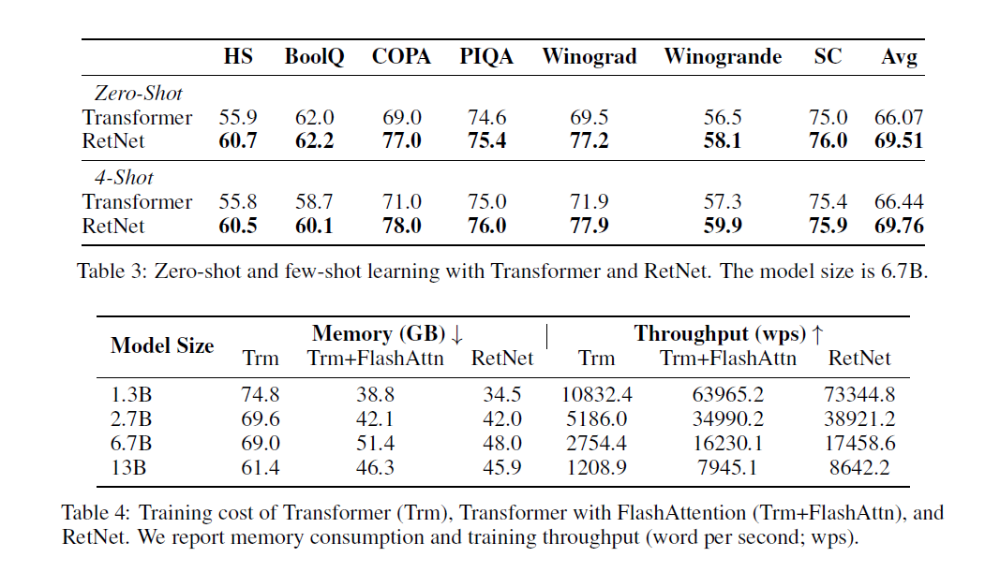 HS BoolQ COPA PIQA Winograd Winogrande SC Avg
Zero-Shot
Transformer 55.9 62.0 69.0 74.6 69.5 56.5 75.0 66.07
RetNet 60.7 62.2 77.0 75.4 77.2 58.1 76.0 69.51
4-Shot
Transformer 55.8 58.7 71.0 75.0 71.9 57.3 75.4 66.44
RetNet 60.5 60.1 78.0 76.0 77.9 59.9 75.9 69.76
Table 3: Zero-shot and few-shot learning with Transformer and RetNet. The model size is 6.7B.
Model Size Memory (GB) ↓ Throughput (wps) ↑
Trm Trm+FlashAttn RetNet Trm Trm+FlashAttn RetNet
1.3B 74.8 38.8 34.5 10832.4 63965.2 73344.8
2.7B 69.6 42.1 42.0 5186.0 34990.2 38921.2
6.7B 69.0 51.4 48.0 2754.4 16230.1 17458.6
13B 61.4 46.3 45.9 1208.9 7945.1 8642.2
Table 4: Training cost of Transformer (Trm), Transformer with FlashAttention (Trm+FlashAttn), and
RetNet. We report memory consumption and training throughput (word per second; wps).